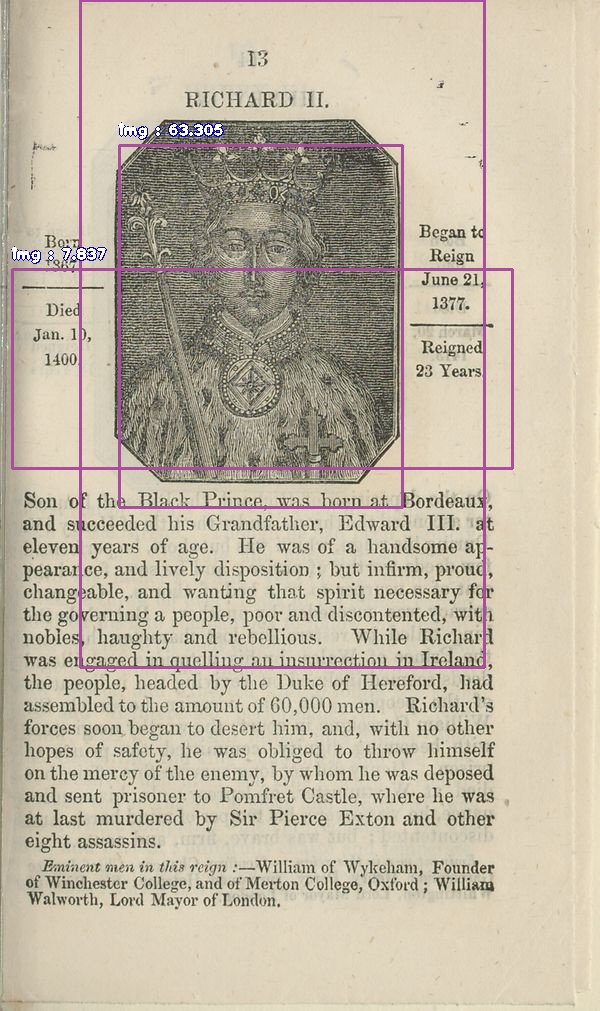 13
RICHARD II.
img : 63.305
Born
1367
img : 7.837
Died
Jan. 10,
1400
Began to
Reign
June 21,
1377.
Reigned
23 Years
Son of the Black Prince, was born at Bordeaux,
and succeeded his Grandfather, Edward III. at
eleven years of age. He was of a handsome ap-
pearance, and lively disposition ; but infirm, proud,
changeable, and wanting that spirit necessary for
the governing a people, poor and discontented, with
nobles, haughty and rebellious. While Richard
was engaged in quelling an insurrection in Ireland,
the people, headed by the Duke of Hereford, had
assembled to the amount of 60,000 men. Richard's
forces soon began to desert him, and, with no other
hopes of safety, he was obliged to throw himself
on the mercy of the enemy, by whom he was deposed
and sent prisoner to Pomfret Castle, where he was
at last murdered by Sir Pierce Exton and other
eight assassins.
Eminent men in this reign :—William of Wykeham, Founder
of Winchester College, and of Merton College, Oxford ; William
Walworth, Lord Mayor of London.